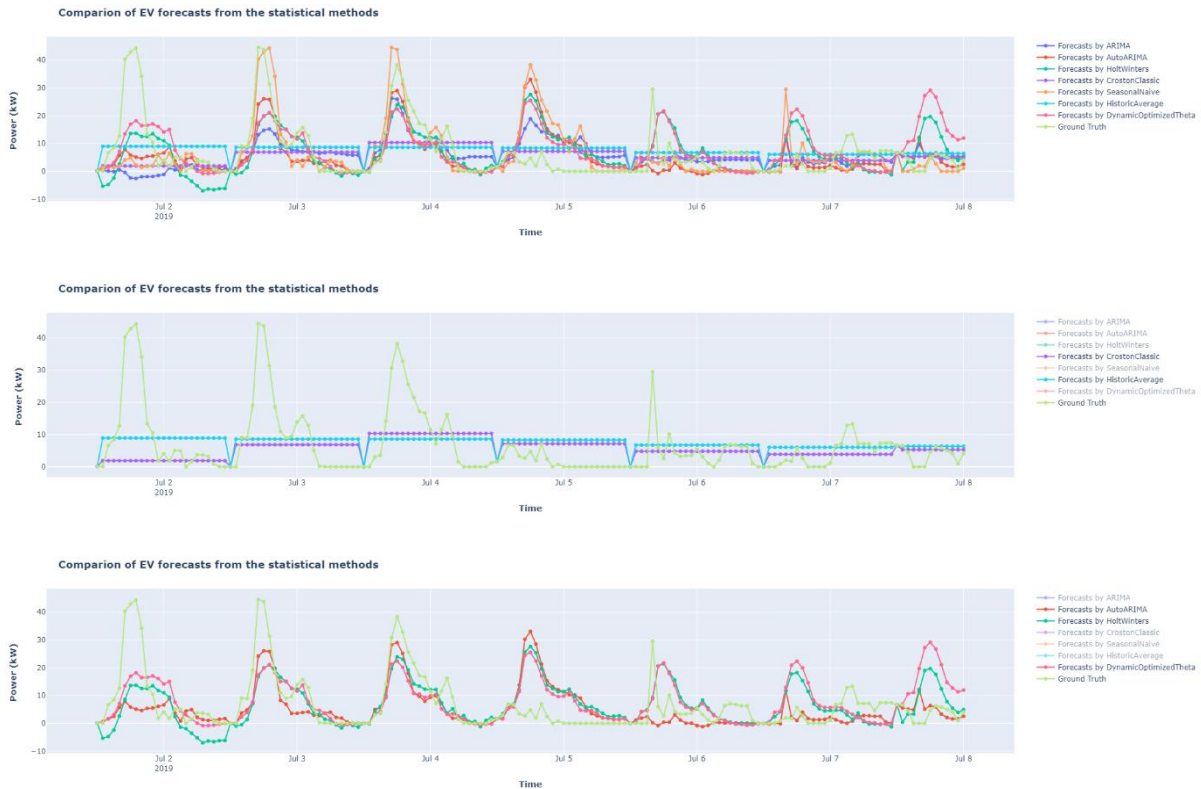 Comparion of EV forecasts from the statistical methods
Power (kW)
40
30
20
10
0
−10
Jul 2
2019
Jul 3
Jul 4
Jul 5
Jul 6
Jul 7
Jul 8
Time
Forecasts by ARIMA
Forecasts by AutoARIMA
Forecasts by HoltWinters
Forecasts by CrostonClassic
Forecasts by SeasonalNaive
Forecasts by HistoricAverage
Forecasts by DynamicOptimizedTheta
Ground Truth
Comparion of EV forecasts from the statistical methods
Power (kW)
40
30
20
10
0
Jul 2
2019
Jul 3
Jul 4
Jul 5
Jul 6
Jul 7
Jul 8
Time
Forecasts by ARIMA
Forecasts by AutoARIMA
Forecasts by HoltWinters
Forecasts by CrostonClassic
Forecasts by SeasonalNaive
Forecasts by HistoricAverage
Forecasts by DynamicOptimizedTheta
Ground Truth
Comparion of EV forecasts from the statistical methods
Power (kW)
40
30
20
10
0
−10
Jul 2
2019
Jul 3
Jul 4
Jul 5
Jul 6
Jul 7
Jul 8
Time
Forecasts by ARIMA
Forecasts by AutoARIMA
Forecasts by HoltWinters
Forecasts by CrostonClassic
Forecasts by SeasonalNaive
Forecasts by HistoricAverage
Forecasts by DynamicOptimizedTheta
Ground Truth